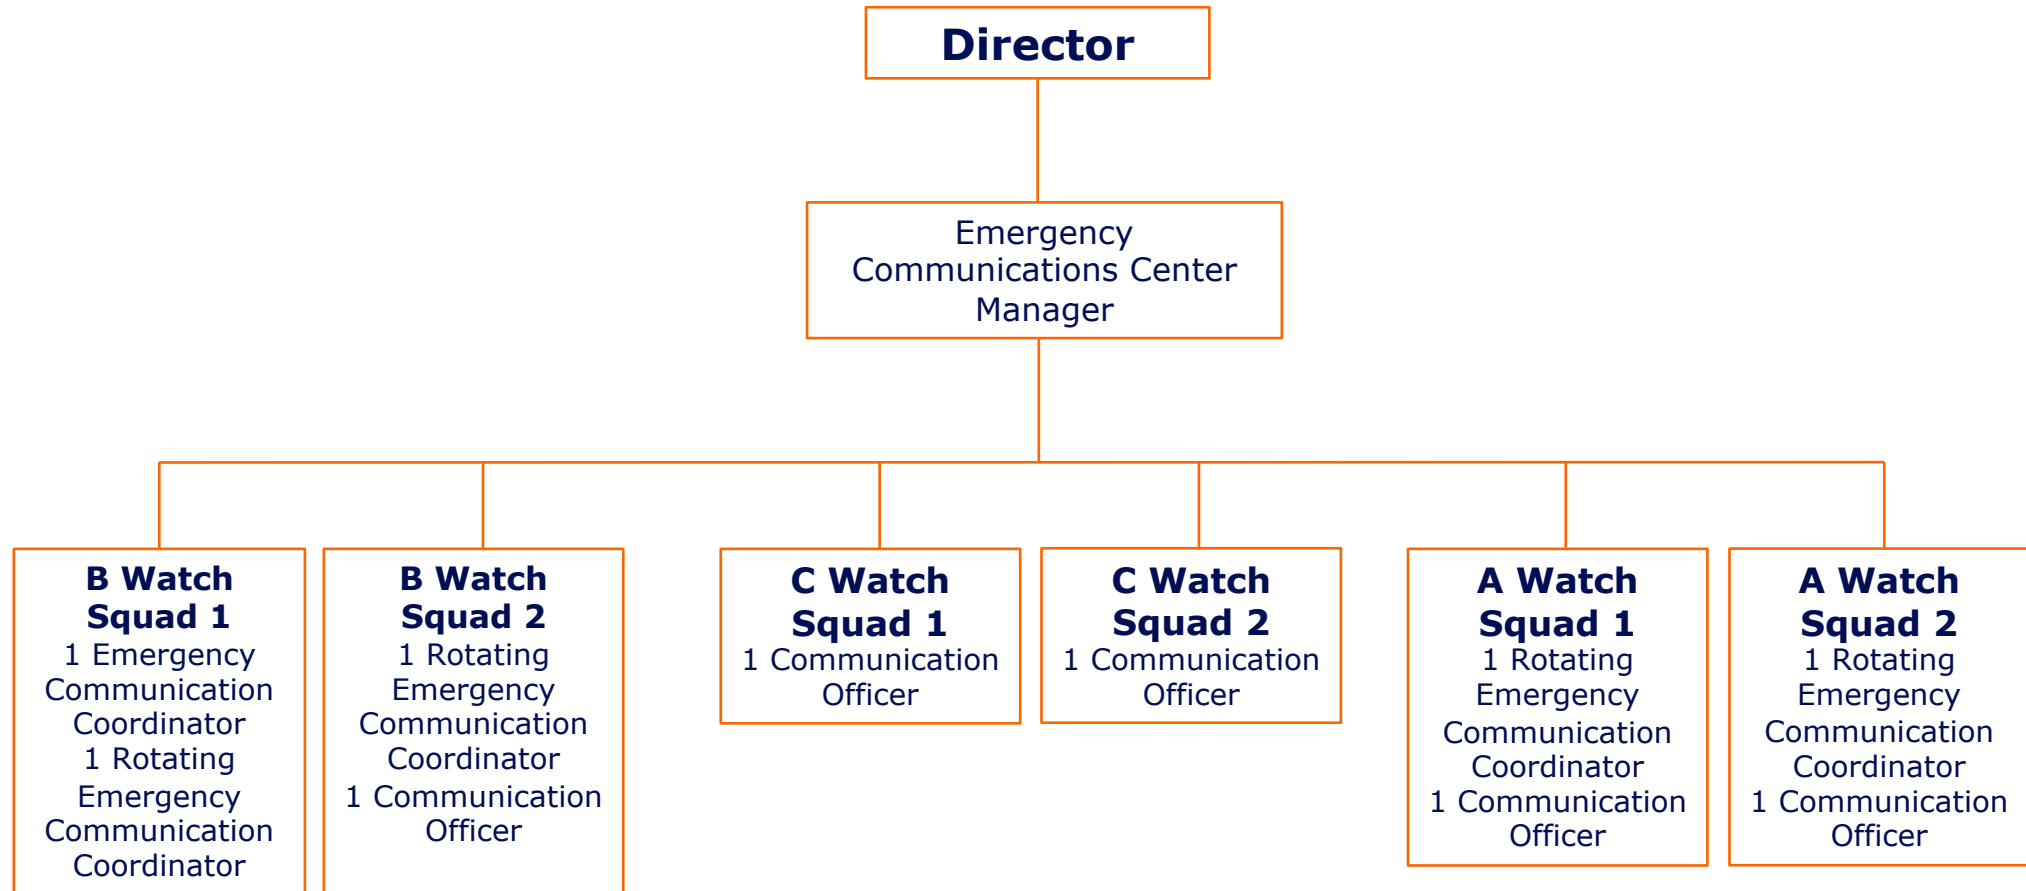 Director
Emergency
Communications Center
Manager
B Watch
Squad 1
1 Emergency
Communication
Coordinator
1 Rotating
Emergency
Communication
Coordinator
B Watch
Squad 2
1 Rotating
Emergency
Communication
Coordinator
1 Communication
Officer
C Watch
Squad 1
1 Communication
Officer
C Watch
Squad 2
1 Communication
Officer
A Watch
Squad 1
1 Rotating
Emergency
Communication
Coordinator
1 Communication
Officer
A Watch
Squad 2
1 Rotating
Emergency
Communication
Coordinator
1 Communication
Officer